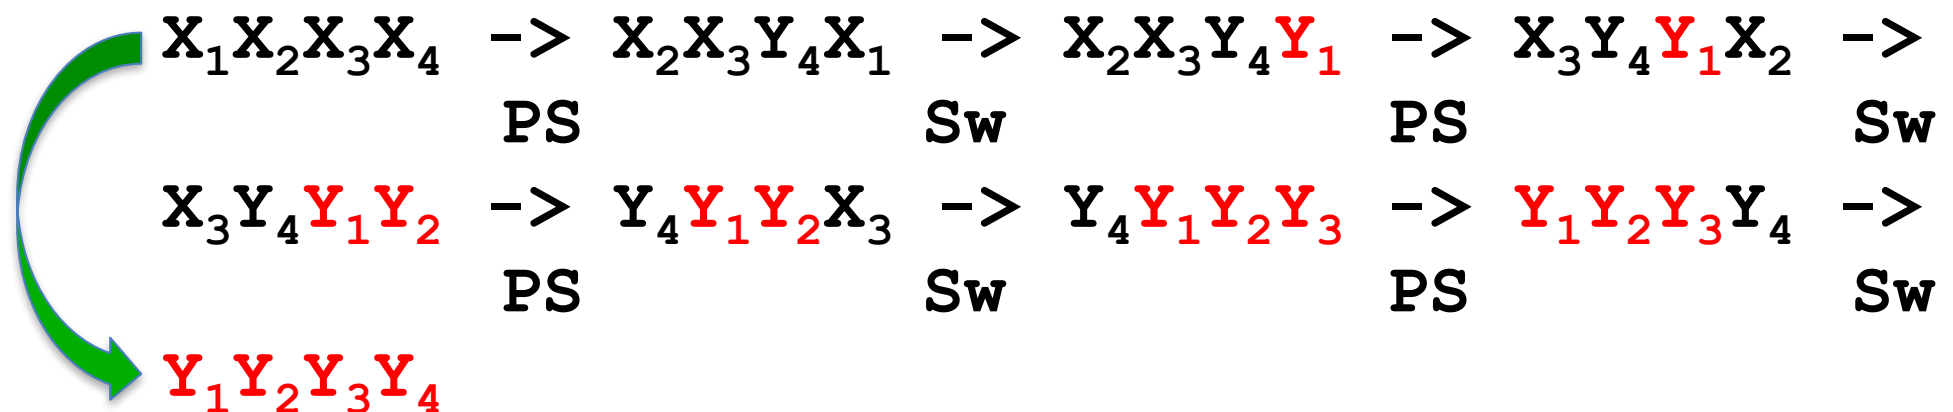 X₁X₂X₃X₄ -> X₂X₃Y₄X₁ -> X₂X₃Y₄Y₁ -> X₃Y₄Y₁X₂ ->
PS Sw PS Sw
X₃Y₄Y₁Y₂ -> Y₄Y₁Y₂X₃ -> Y₄Y₁Y₂Y₃ -> Y₁Y₂Y₃Y₄ ->
PS Sw PS Sw
Y₁Y₂Y₃Y₄